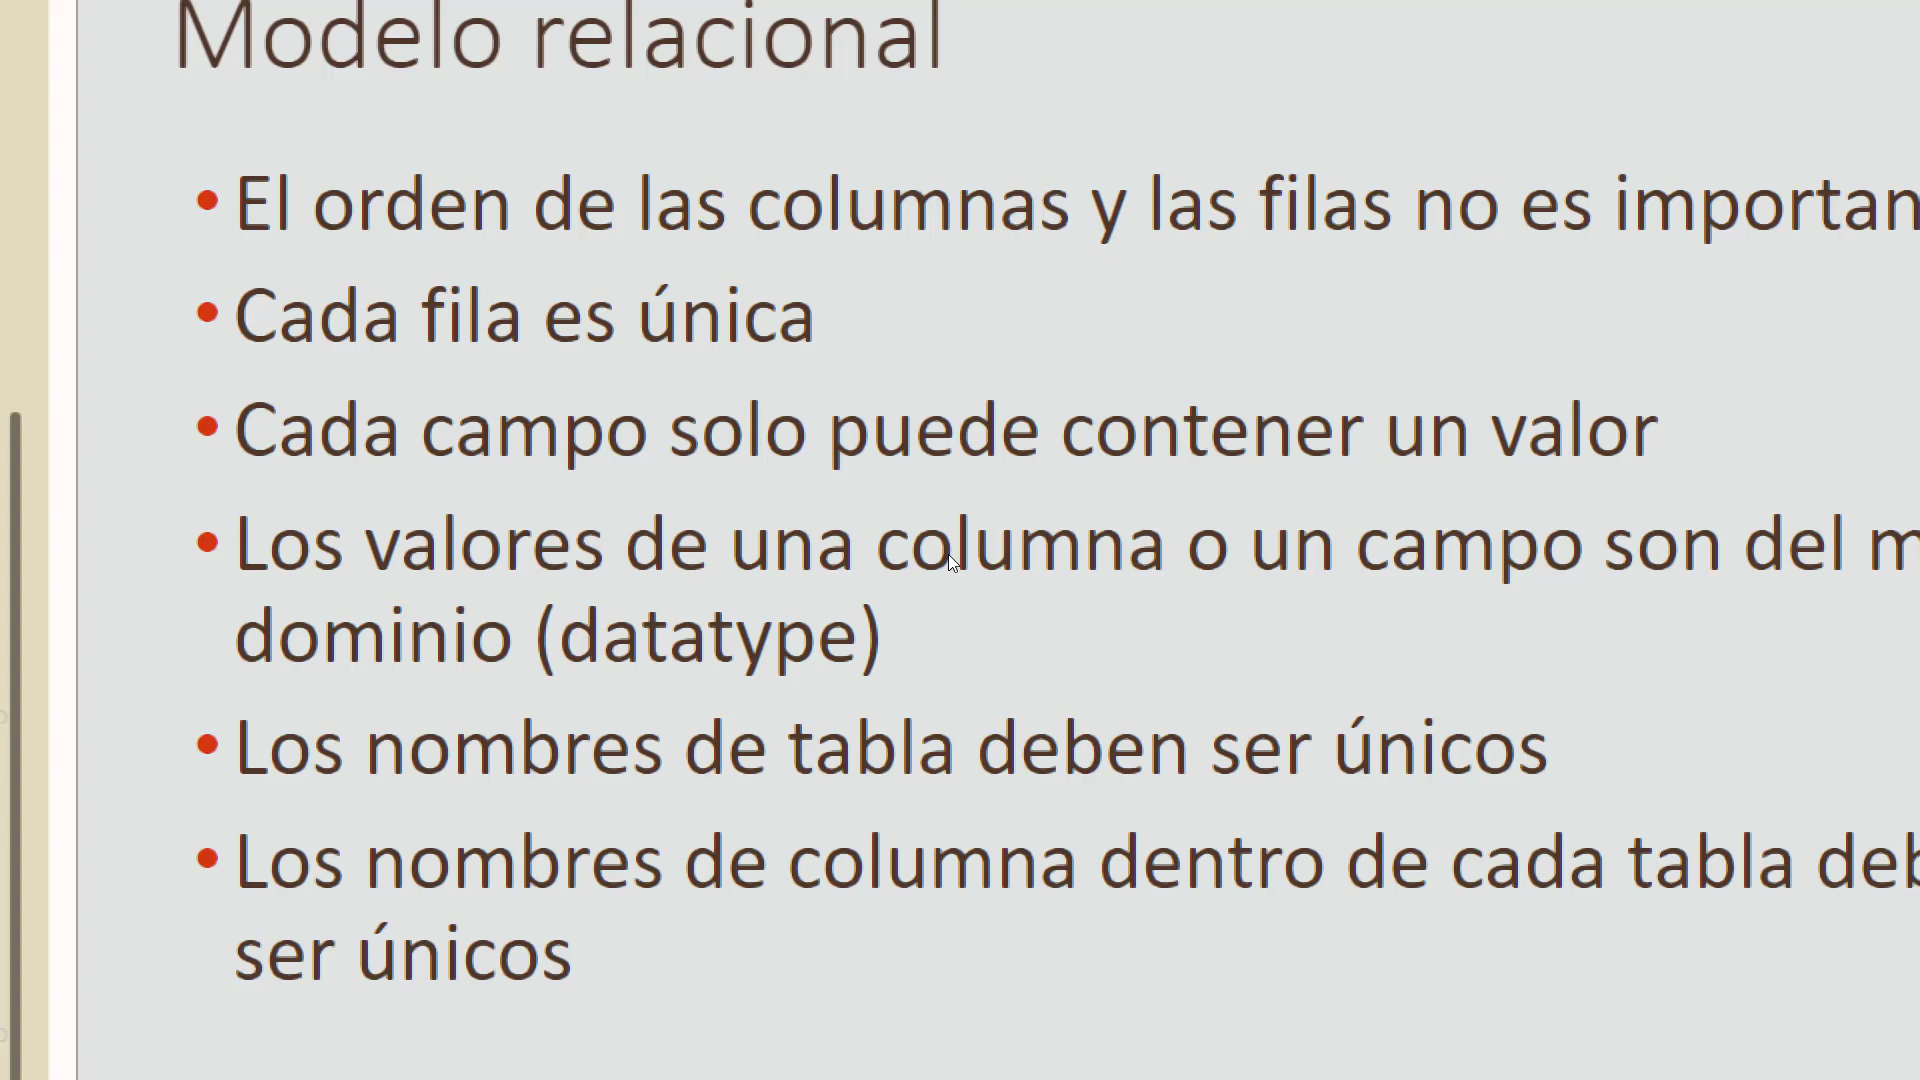 Modelo relacional
• El orden de las columnas y las filas no es importan
• Cada fila es única
• Cada campo solo puede contener un valor
• Los valores de una columna o un campo son del m
dominio (datatype)
• Los nombres de tabla deben ser únicos
• Los nombres de columna dentro de cada tabla deb
ser únicos